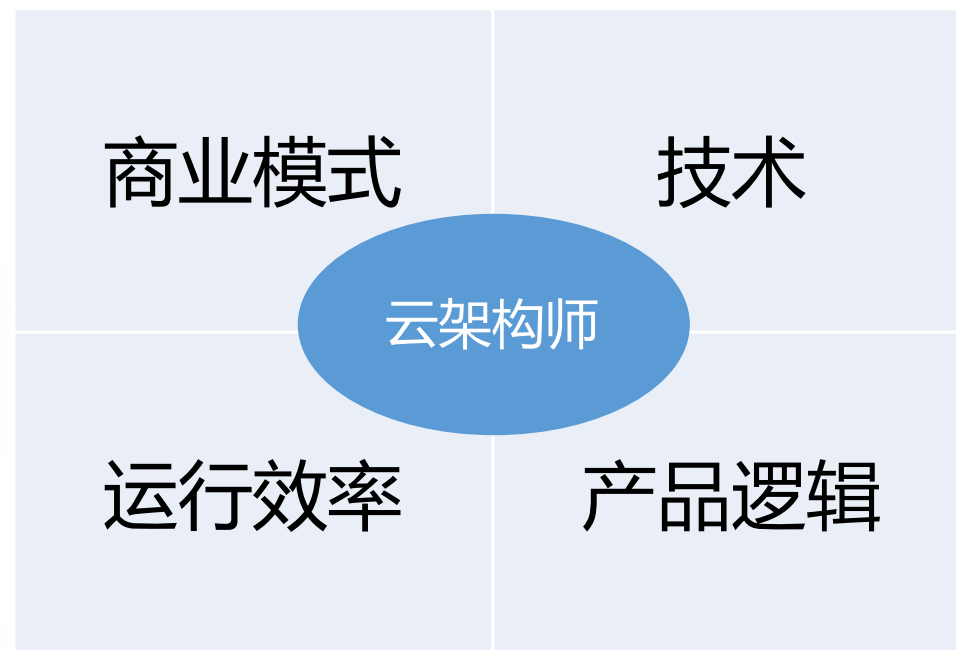 商业模式
技术
云架构师
运行效率
产品逻辑